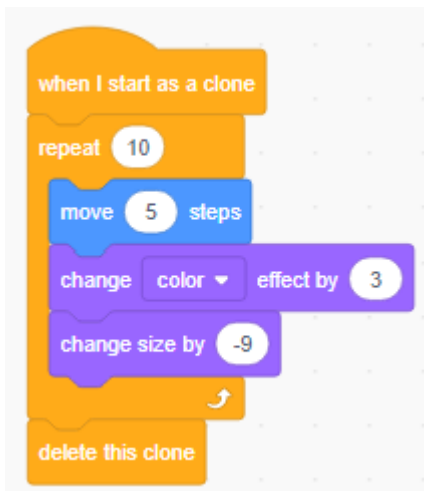 when I start as a clone
repeat 10
move 5 steps
change color effect by 3
change size by -9
delete this clone